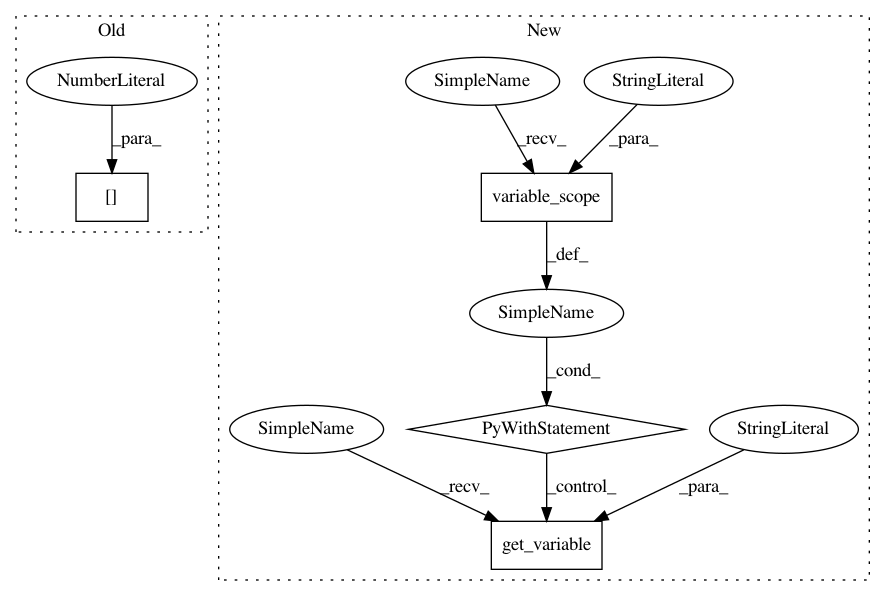 Old
New
NumberLiteral
SimpleName
StringLiteral
_para_
_recv_
_para_
[]
variable_scope
_def_
SimpleName
_cond_
SimpleName
PyWithStatement
StringLiteral
_recv_
_control_
_para_
get_variable